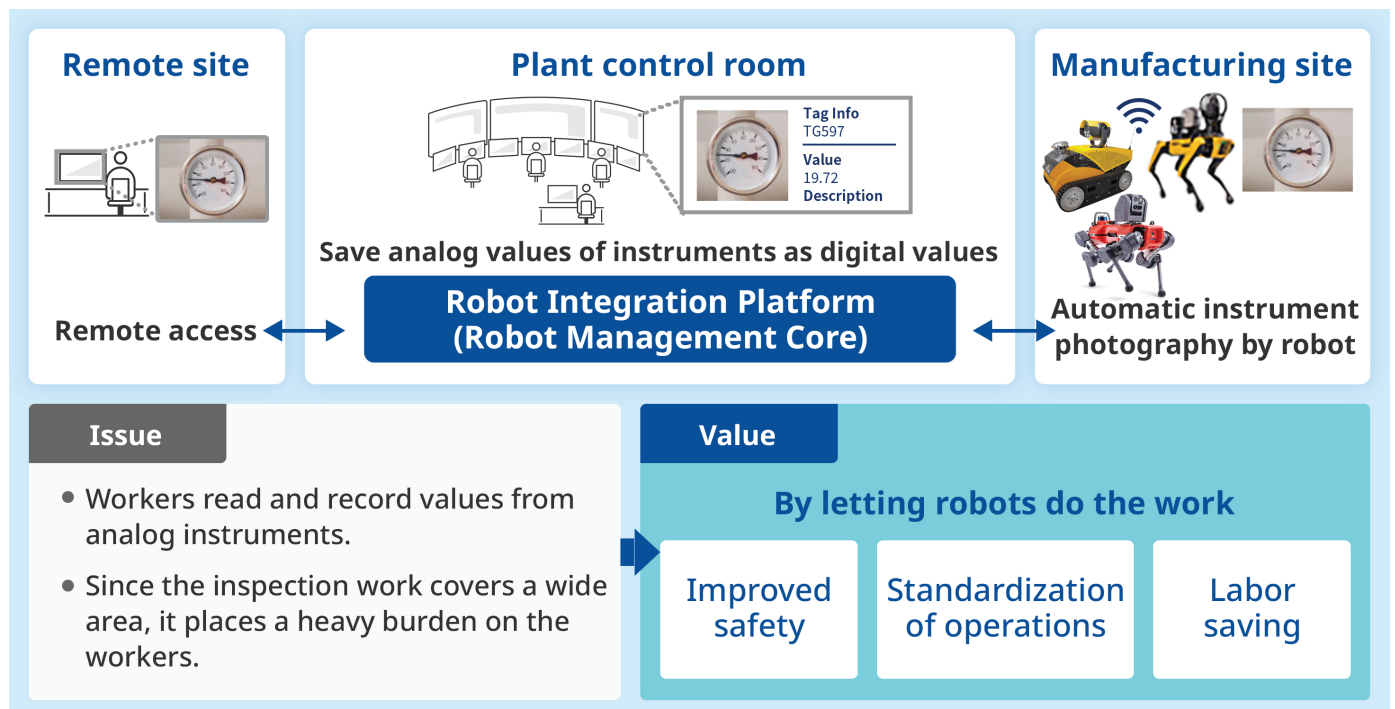 Remote site
Remote access
Plant control room
Tag Info
TG597
Value
19.72
Description
Save analog values of instruments as digital values
Robot Integration Platform
(Robot Management Core)
Manufacturing site
Automatic instrument
photography by robot
Issue
Workers read and record values from
analog instruments.
Since the inspection work covers a wide
area, it places a heavy burden on the
workers.
Value
By letting robots do the work
Improved
safety
Standardization
of operations
Labor
saving